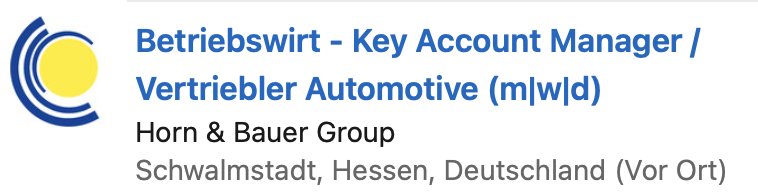 Betriebswirt - Key Account Manager /
Vertriebler Automotive (m|w|d)
Horn & Bauer Group
Schwalmstadt, Hessen, Deutschland (Vor Ort)